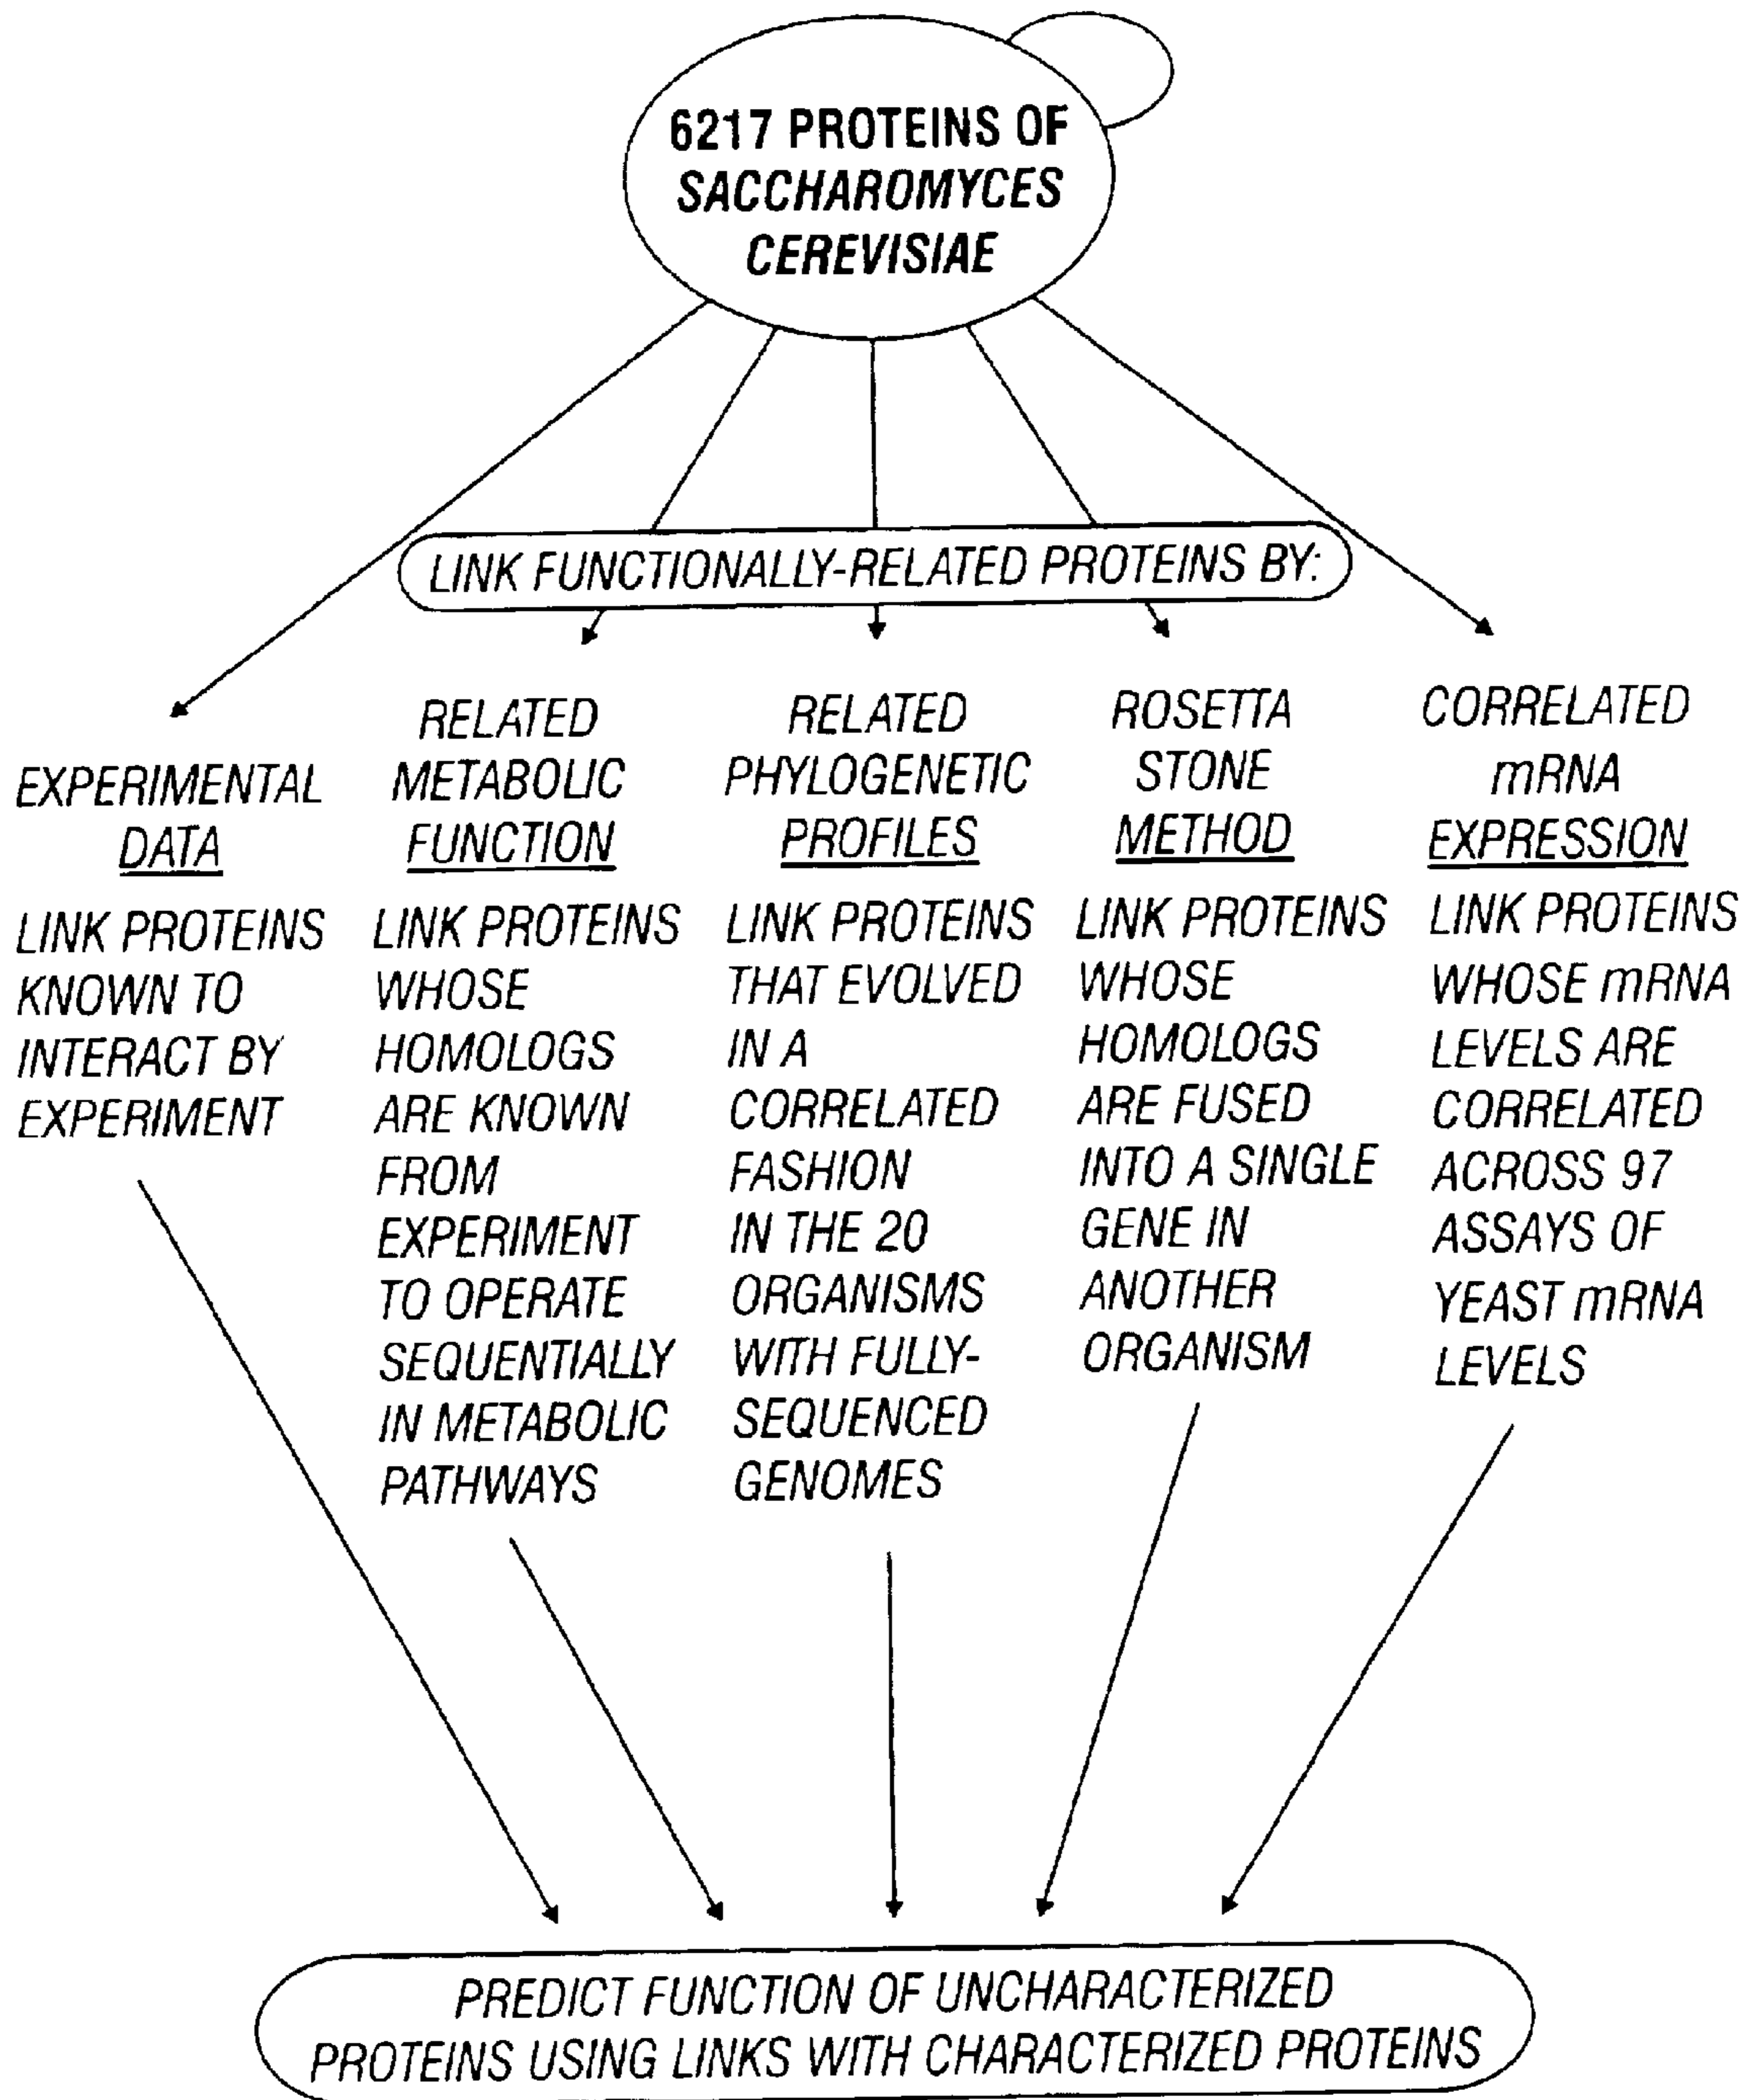 6217 PROTEINS OF
SACCHAROMYCES
CEREVISIAE
LINK FUNCTIONALLY-RELATED PROTEINS BY:
EXPERIMENTAL
DATA
LINK PROTEINS
KNOWN TO
INTERACT BY
EXPERIMENT
RELATED
METABOLIC
FUNCTION
LINK PROTEINS
WHOSE
HOMOLOGS
ARE KNOWN
FROM
EXPERIMENT
TO OPERATE
SEQUENTIALLY
IN METABOLIC
PATHWAYS
RELATED
PHYLOGENETIC
PROFILES
LINK PROTEINS
THAT EVOLVED
IN A
CORRELATED
FASHION
IN THE 20
ORGANISMS
WITH FULLY-
SEQUENCED
GENOMES
ROSETTA
STONE
METHOD
LINK PROTEINS
WHOSE
HOMOLOGS
ARE FUSED
INTO A SINGLE
GENE IN
ANOTHER
ORGANISM
CORRELATED
mRNA
EXPRESSION
LINK PROTEINS
WHOSE mRNA
LEVELS ARE
CORRELATED
ACROSS 97
ASSAYS OF
YEAST mRNA
LEVELS
PREDICT FUNCTION OF UNCHARACTERIZED
PROTEINS USING LINKS WITH CHARACTERIZED PROTEINS